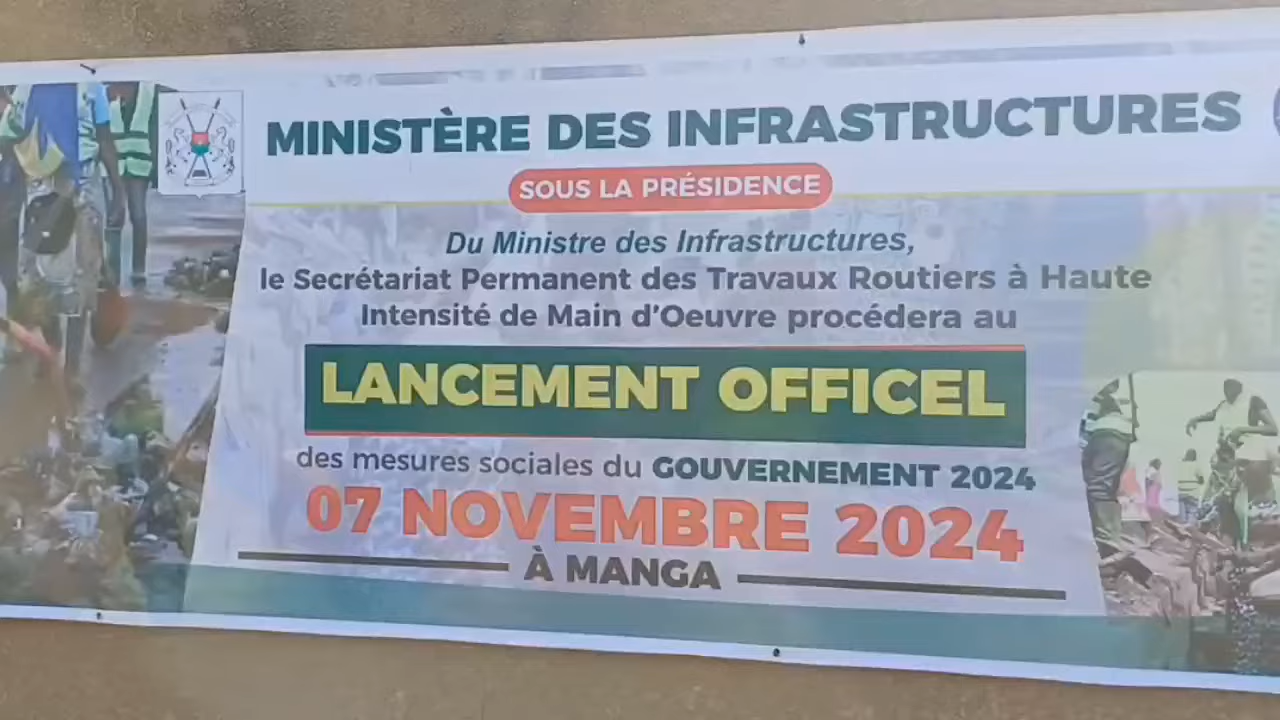 MINISTÈRE DES INFRASTRUCTURES
SOUS LA PRÉSIDENCE
Du Ministre des Infrastructures,
le Secrétariat Permanent des Travaux Routiers à Haute
Intensité de Main d'Oeuvre procédera au
LANCEMENT OFFICEL
des mesures sociales du GOUVERNEMENT 2024
07 NOVEMBRE 2024
À MANGA